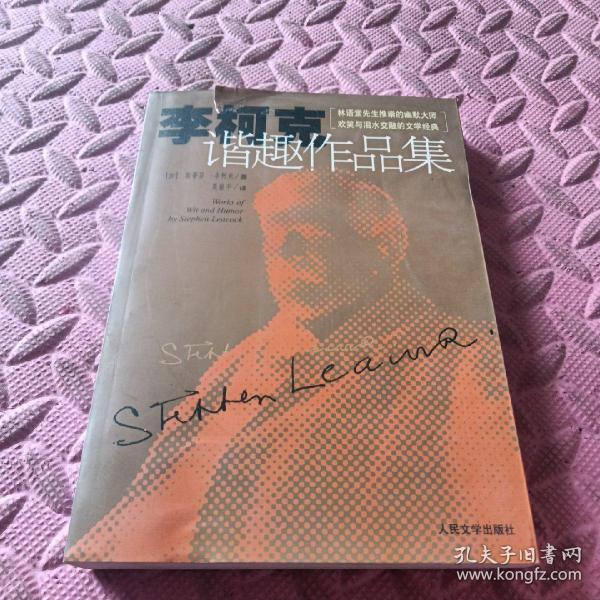 李柯克
林语堂先生推崇的幽默大师
欢笑与泪水交融的文学经典
谐趣作品集
Works of
Wit and Humor
by Stephen Leacock
Stephen Leacock
人民文学出版社
孔夫子旧书网
www.kongfz.com